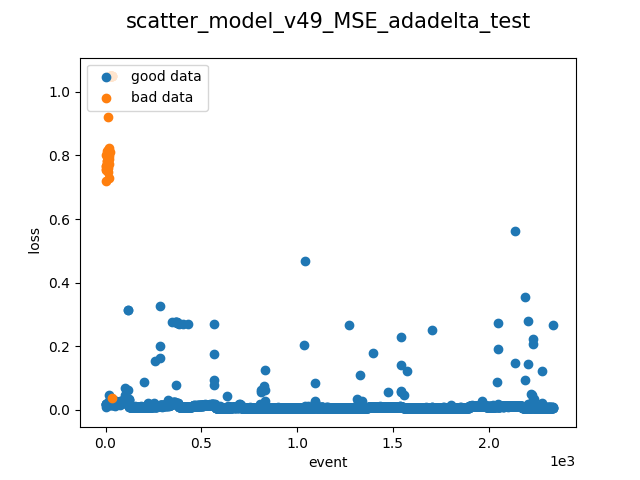 scatter_model_v49_MSE_adadelta_test
good data
bad data
1.0
0.8
0.6
0.4
0.2
0.0
loss
0.0 0.5 1.0 1.5 2.0
1e3
event